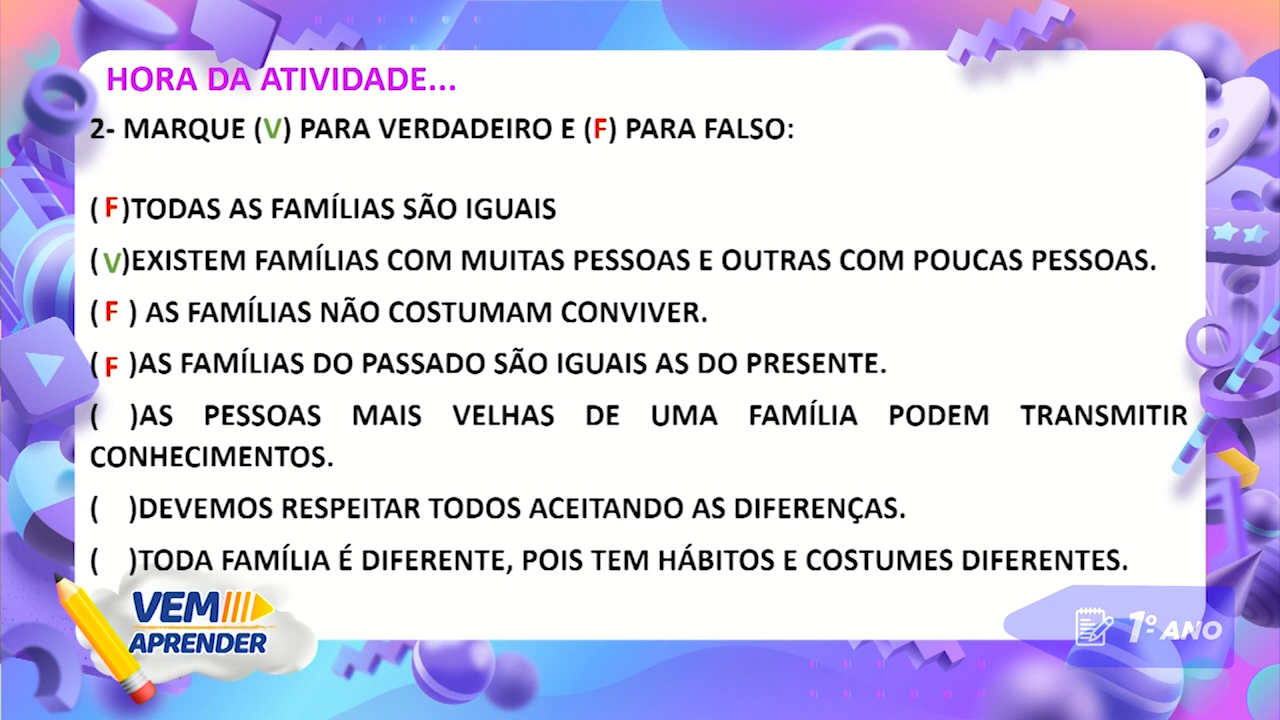 HORA DA ATIVIDADE...
2- MARQUE (V) PARA VERDADEIRO E (F) PARA FALSO:
( F )TODAS AS FAMÍLIAS SÃO IGUAIS
( V)EXISTEM FAMÍLIAS COM MUITAS PESSOAS E OUTRAS COM POUCAS PESSOAS.
( F ) AS FAMÍLIAS NÃO COSTUMAM CONVIVER.
( F )AS FAMÍLIAS DO PASSADO SÃO IGUAIS AS DO PRESENTE.
( )AS PESSOAS MAIS VELHAS DE UMA FAMÍLIA PODEM TRANSMITIR
CONHECIMENTOS.
( )DEVEMOS RESPEITAR TODOS ACEITANDO AS DIFERENÇAS.
( )TODA FAMÍLIA É DIFERENTE, POIS TEM HÁBITOS E COSTUMES DIFERENTES.
VEM
APRENDER
1º ANO